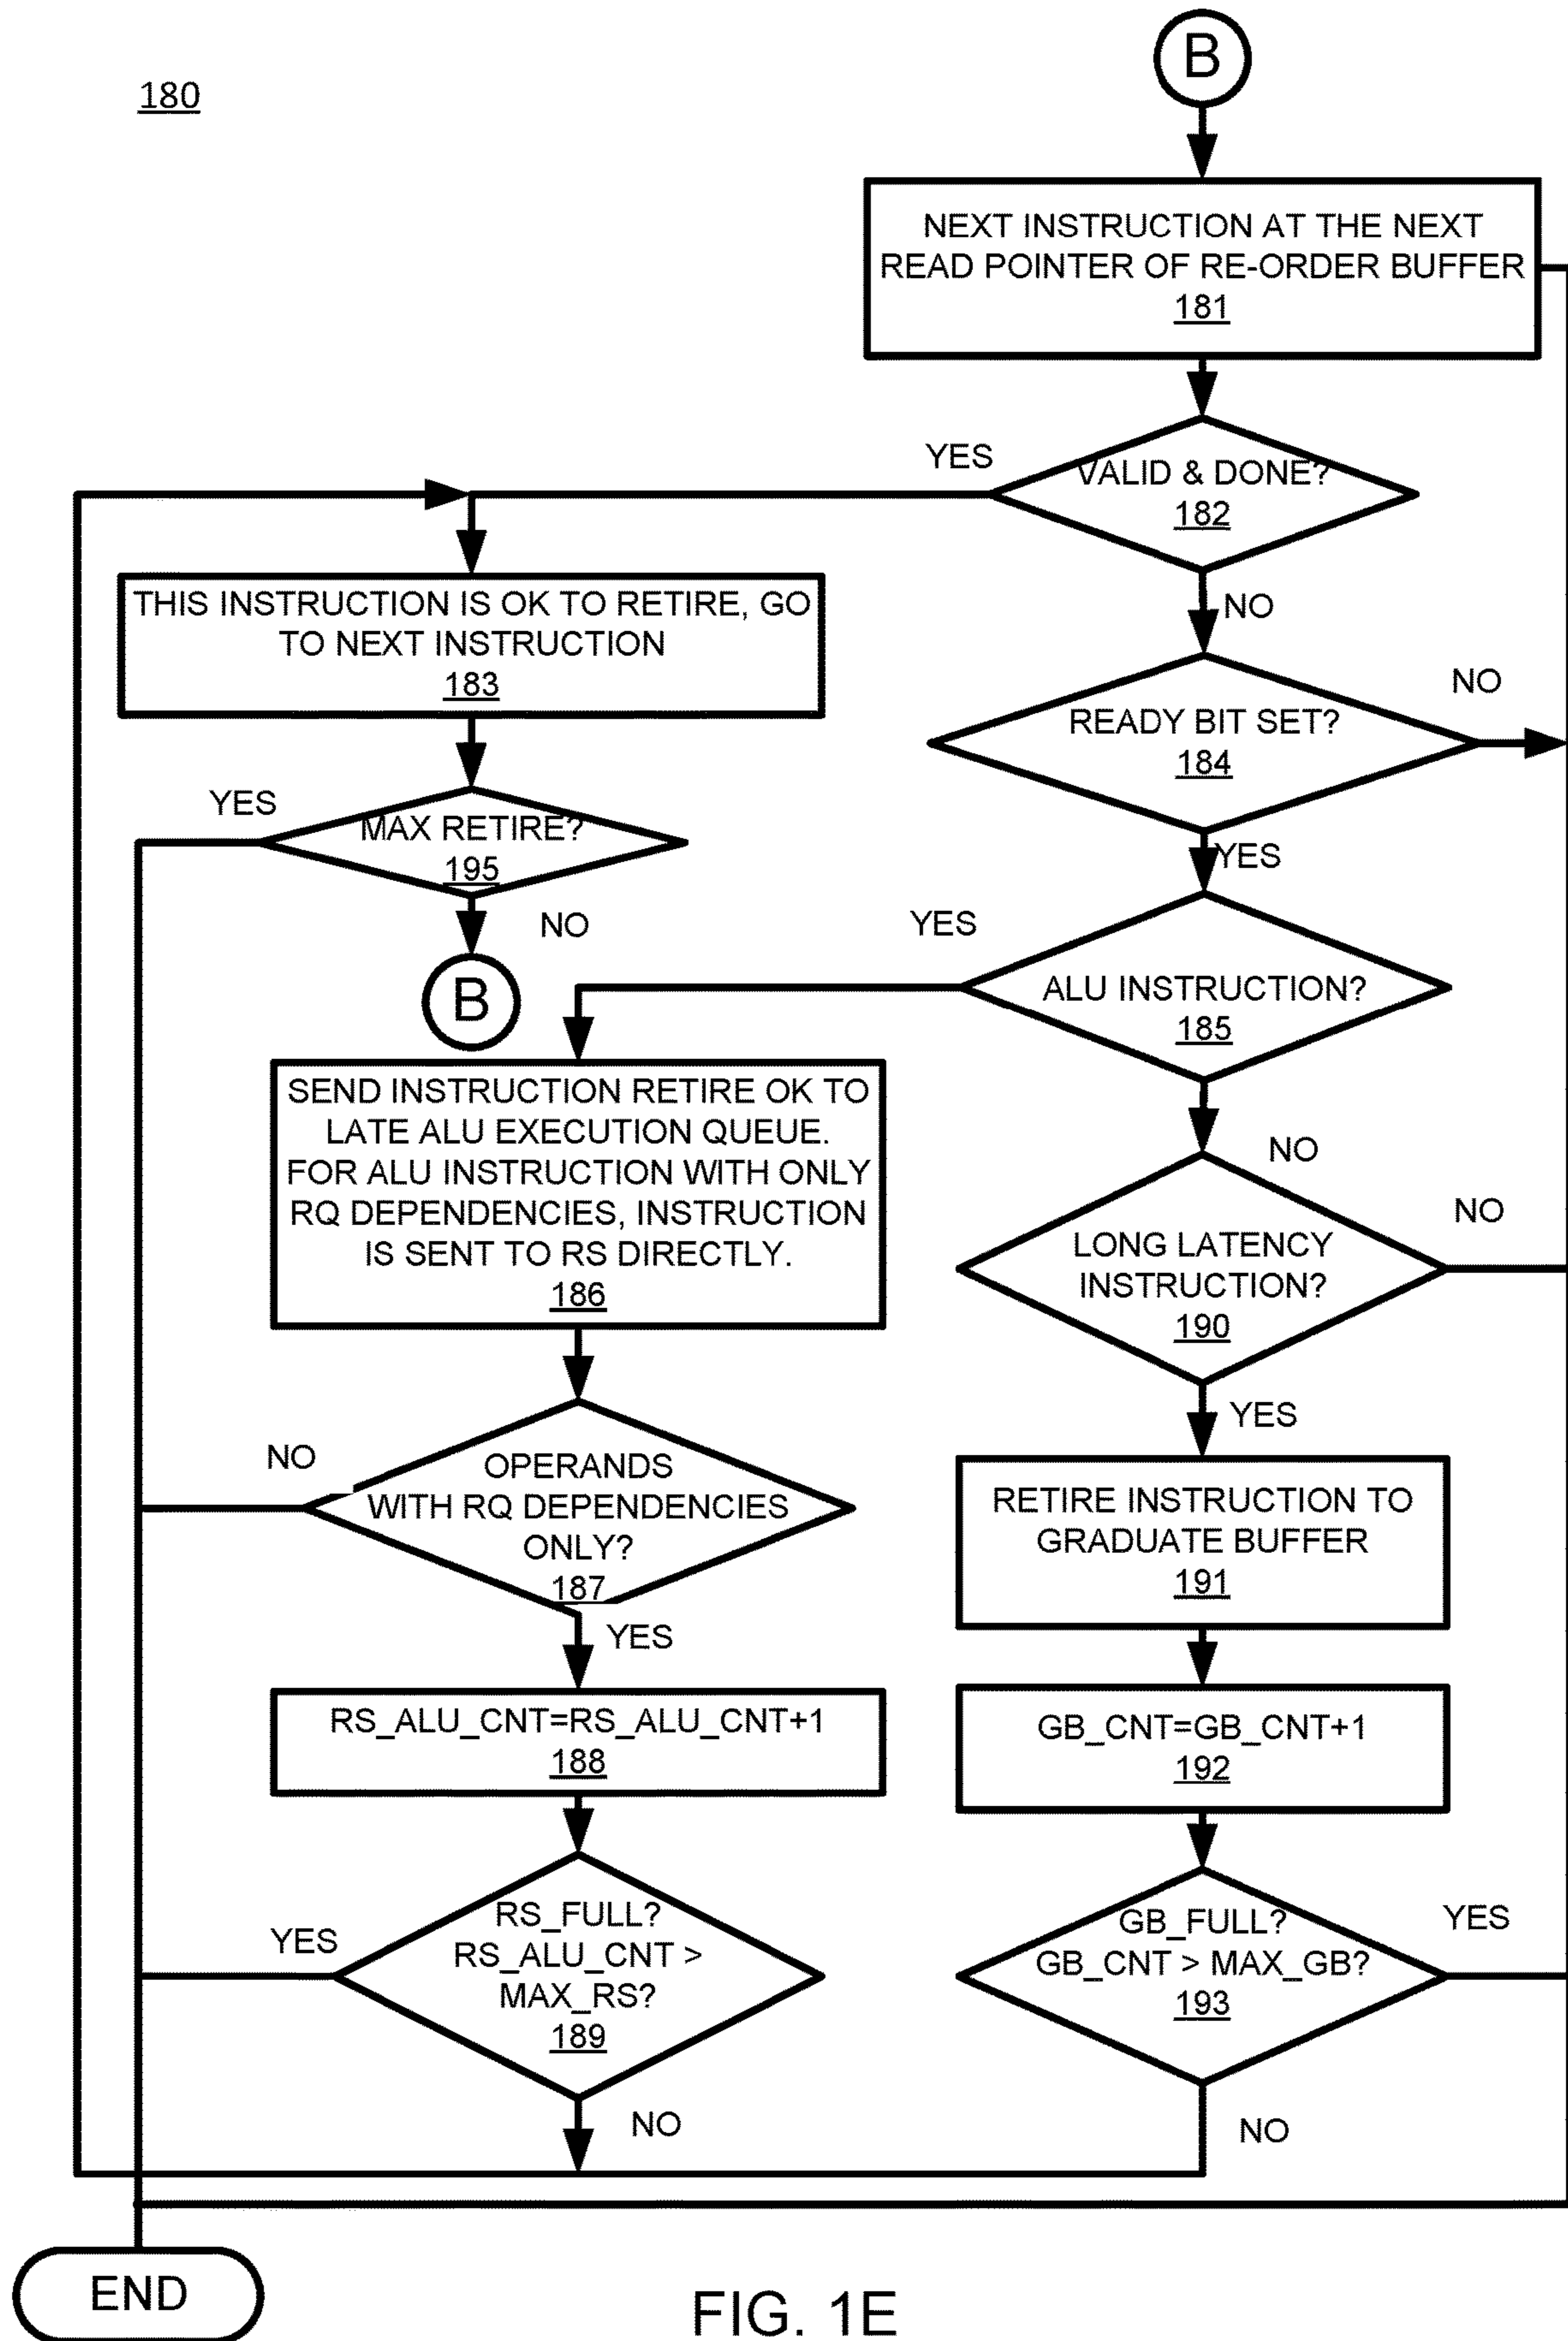 180
B
NEXT INSTRUCTION AT THE NEXT
READ POINTER OF RE-ORDER BUFFER
181
YES
VALID & DONE?
182
NO
THIS INSTRUCTION IS OK TO RETIRE, GO
TO NEXT INSTRUCTION
183
READY BIT SET?
184
NO
YES
YES
MAX RETIRE?
195
NO
B
YES
ALU INSTRUCTION?
185
NO
SEND INSTRUCTION RETIRE OK TO
LATE ALU EXECUTION QUEUE.
FOR ALU INSTRUCTION WITH ONLY
RQ DEPENDENCIES, INSTRUCTION
IS SENT TO RS DIRECTLY.
186
LONG LATENCY
INSTRUCTION?
190
NO
YES
NO
OPERANDS
WITH RQ DEPENDENCIES
ONLY?
187
YES
RETIRE INSTRUCTION TO
GRADUATE BUFFER
191
RS_ALU_CNT=RS_ALU_CNT+1
188
GB_CNT=GB_CNT+1
192
YES
RS_FULL?
RS_ALU_CNT >
MAX_RS?
189
NO
GB_FULL?
GB_CNT > MAX_GB?
193
YES
NO
END
FIG. 1E